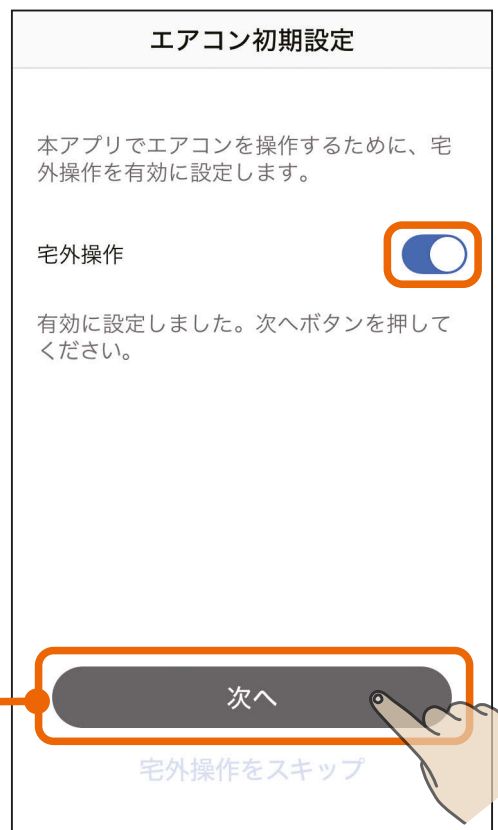 エアコン初期設定
本アプリでエアコンを操作するために、宅
外操作を有効に設定します。
宅外操作
有効に設定しました。次へボタンを押して
ください。
次へ
宅外操作をスキップ